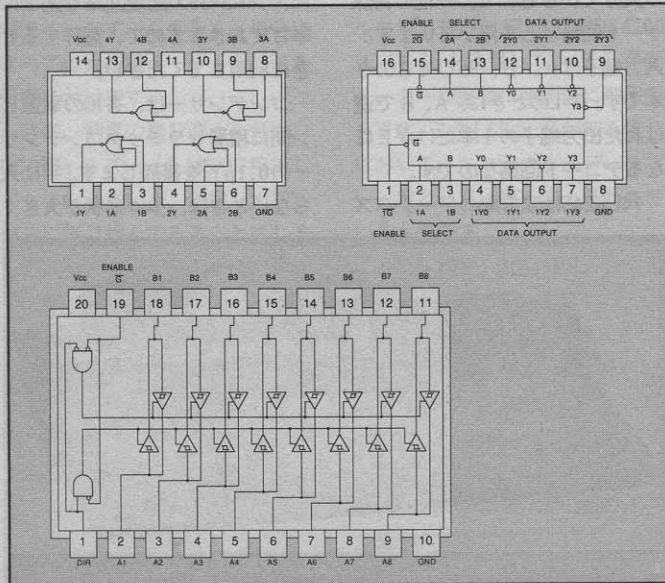 Vcc 4Y 4B 4A 3Y 3B 3A
14 13 12 11 10 9 8
1 2 3 4 5 6 7
1Y 1A 1B 2Y 2A 2B GND
ENABLE SELECT DATA OUTPUT
Vcc 2G̅ 2A 2B 2Y0 2Y1 2Y2 2Y3
16 15 14 13 12 11 10 9
G̅ A B Y0 Y1 Y2
Y3
G̅
A B Y0 Y1 Y2 Y3
1 2 3 4 5 6 7 8
1G̅ 1A 1B 1Y0 1Y1 1Y2 1Y3 GND
ENABLE SELECT DATA OUTPUT
ENABLE
Vcc G̅ B1 B2 B3 B4 B5 B6 B7 B8
20 19 18 17 16 15 14 13 12 11
1 2 3 4 5 6 7 8 9 10
DIR A1 A2 A3 A4 A5 A6 A7 A8 GND